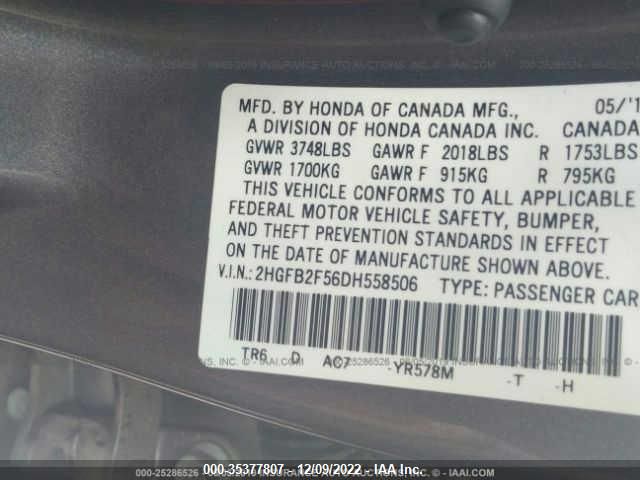 MFD. BY HONDA OF CANADA MFG., 05/'1
A DIVISION OF HONDA CANADA INC. CANADA
GVWR 3748LBS GAWR F 2018LBS R 1753LBS
GVWR 1700KG GAWR F 915KG R 795KG
THIS VEHICLE CONFORMS TO ALL APPLICABLE
FEDERAL MOTOR VEHICLE SAFETY, BUMPER,
AND THEFT PREVENTION STANDARDS IN EFFECT
ON THE DATE OF MANUFACTURE SHOWN ABOVE.
V.I.N.: 2HGFB2F56DH558506 TYPE: PASSENGER CAR
TR6 D AC7 -YR578M -T -H
000-35377807 - 12/09/2022 - IAA Inc.